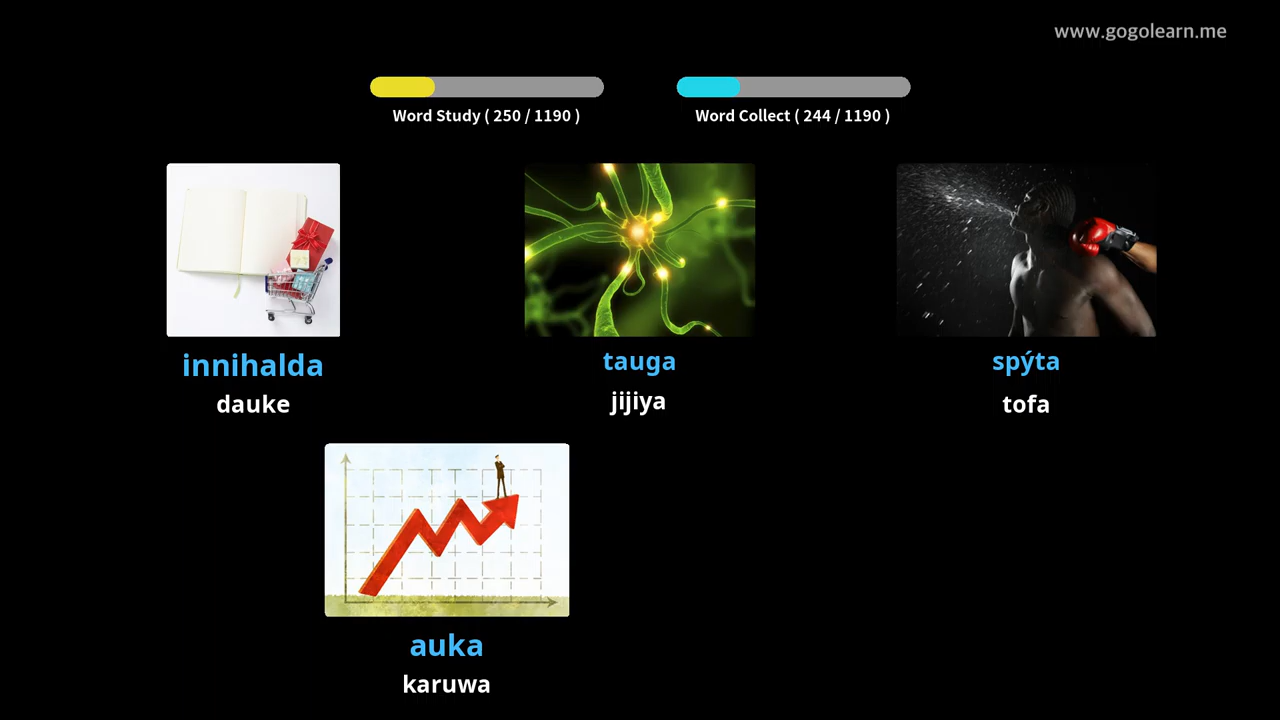 www.gogolearn.me
Word Study ( 250 / 1190 )
Word Collect ( 244 / 1190 )
innihalda
dauke
tauga
jijiya
spýta
tofa
auka
karuwa